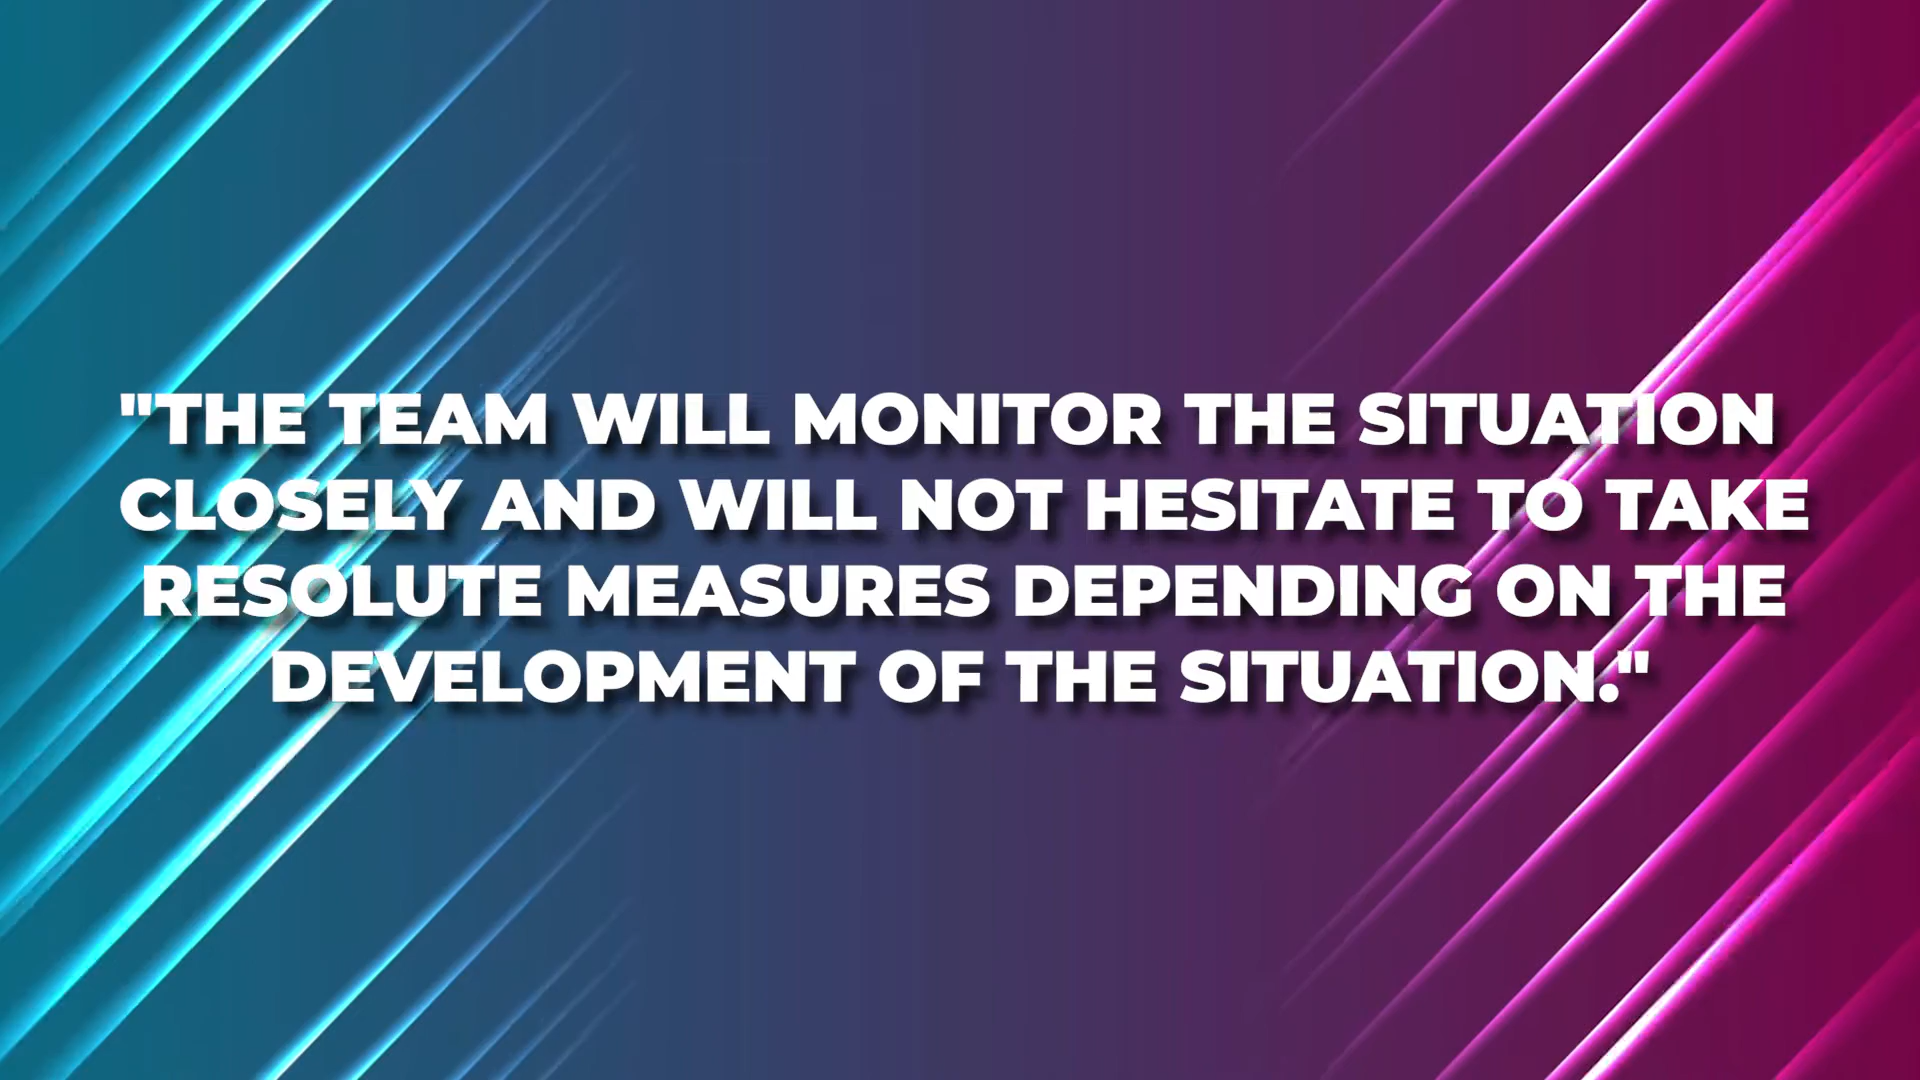 "THE TEAM WILL MONITOR THE SITUATION
CLOSELY AND WILL NOT HESITATE TO TAKE
RESOLUTE MEASURES DEPENDING ON THE
DEVELOPMENT OF THE SITUATION."